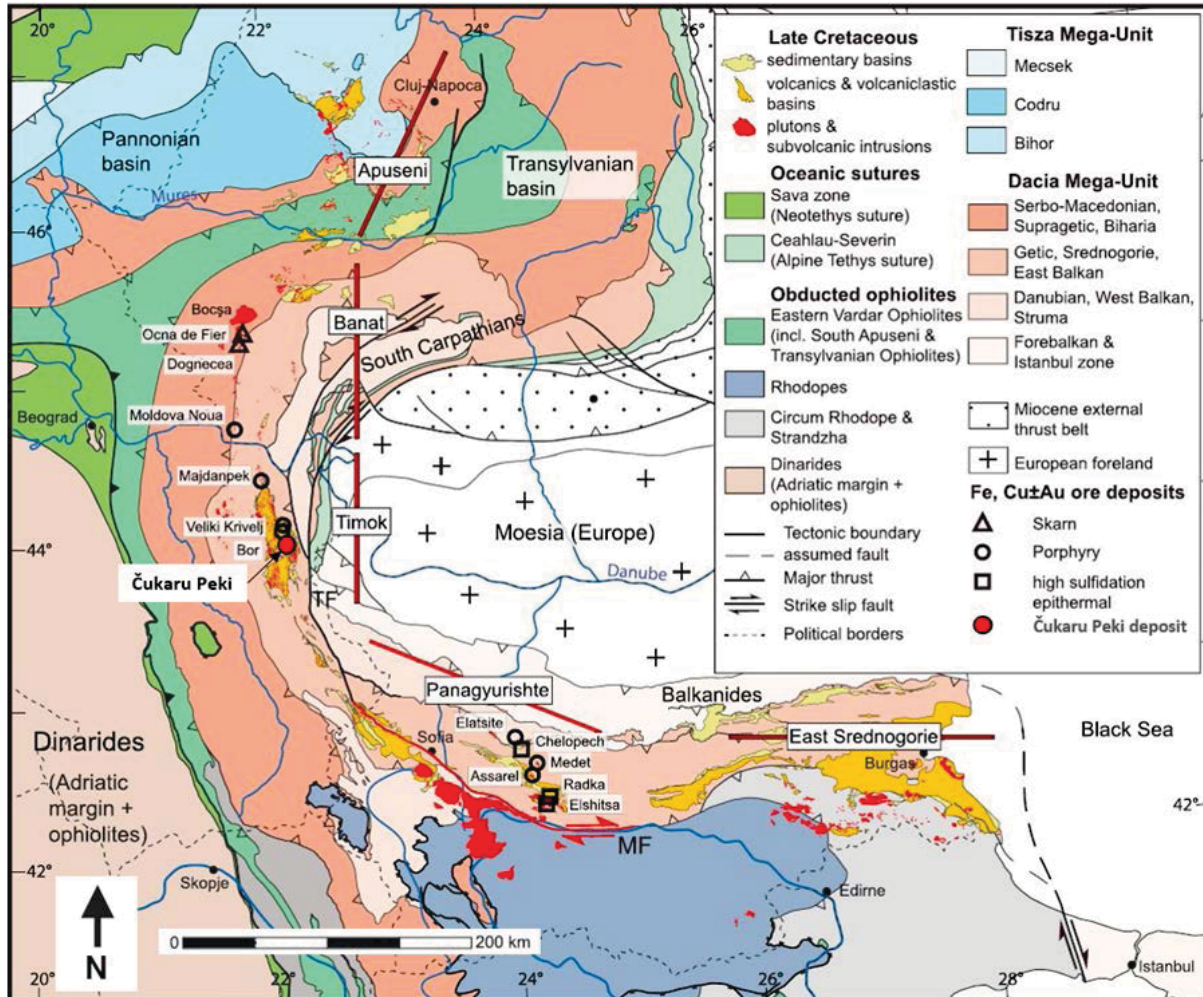 20°
22°
24°
26°
Cluj-Napoca
Pannonian
basin
Apuseni
Transylvanian
basin
Mures
46°
46°
Bocşa
Ocna de Fier
Dognecea
Banat
South Carpathians
Beograd
Moldova Noua
Majdanpek
Veliki Krivelj
Bor
Timok
Moesia (Europe)
44°
44°
Čukaru Peki
Danube
TF
Panagyurishte
Balkanides
Elatsite
Chelopech
Sofia
Medet
Assarel
Radka
Elshitsa
East Srednogorie
Burgas
Black Sea
Dinarides
(Adiatic
margin +
ophiolites)
MF
42°
42°
Skopje
Edirne
N
0
200 km
Istanbul
20°
22°
24°
26°
28°
Late Cretaceous
sedimentary basins
volcanics & volcaniclastic
basins
plutons &
subvolcanic intrusions
Oceanic sutures
Sava zone
(Neotethys suture)
Ceahlau-Severin
(Alpine Tethys suture)
Obducted ophiolites
Eastern Vardar Ophiolites
(incl. South Apuseni &
Transylvanian Ophiolites)
Rhodopes
Circum Rhodope &
Strandzha
Dinarides
(Adriatic margin +
ophiolites)
Tectonic boundary
assumed fault
Major thrust
Strike slip fault
Political borders
Tisza Mega-Unit
Mecsek
Codru
Bihor
Dacia Mega-Unit
Serbo-Macedonian,
Supragetic, Biharia
Getic, Srednogorie,
East Balkan
Danubian, West Balkan,
Struma
Forebalkan &
Istanbul zone
Miocene external
thrust belt
European foreland
Fe, Cu±Au ore deposits
Skarn
Porphyry
high sulfidation
epithermal
Čukaru Peki deposit